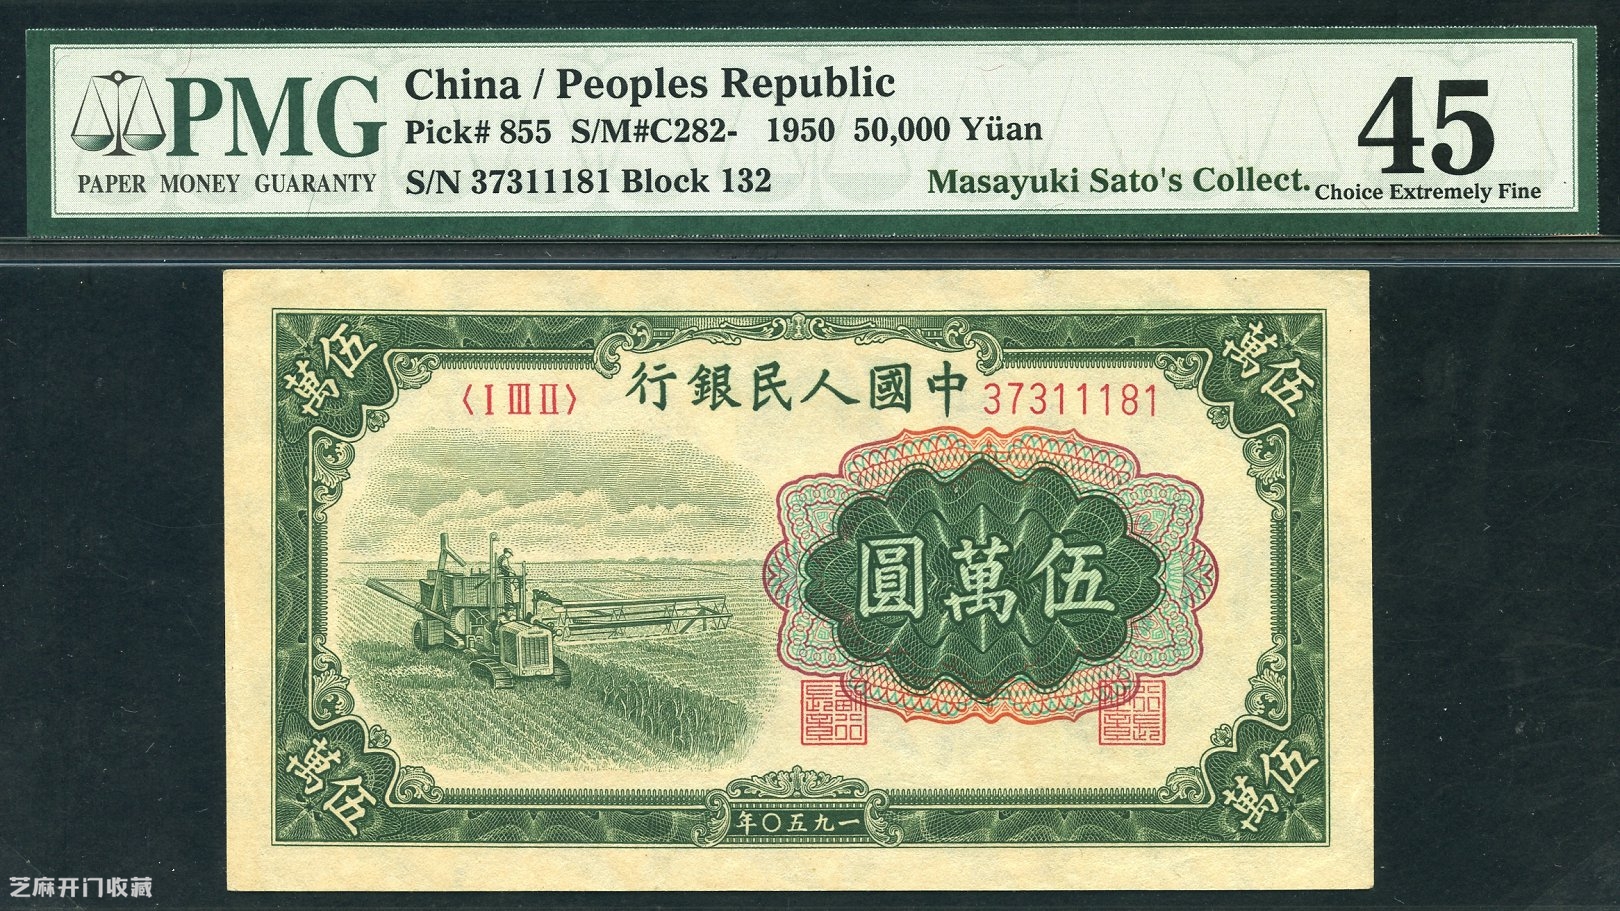 PMG
PAPER MONEY GUARANTY
China / Peoples Republic
Pick# 855 S/M#C282- 1950 50,000 Yüan
S/N 37311181 Block 132
Masayuki Sato's Collect.
45
Choice Extremely Fine
伍萬
伍萬
〈I III II〉
中國人民銀行
37311181
伍萬圓
伍萬
伍萬
一九五〇年
芝麻开门收藏